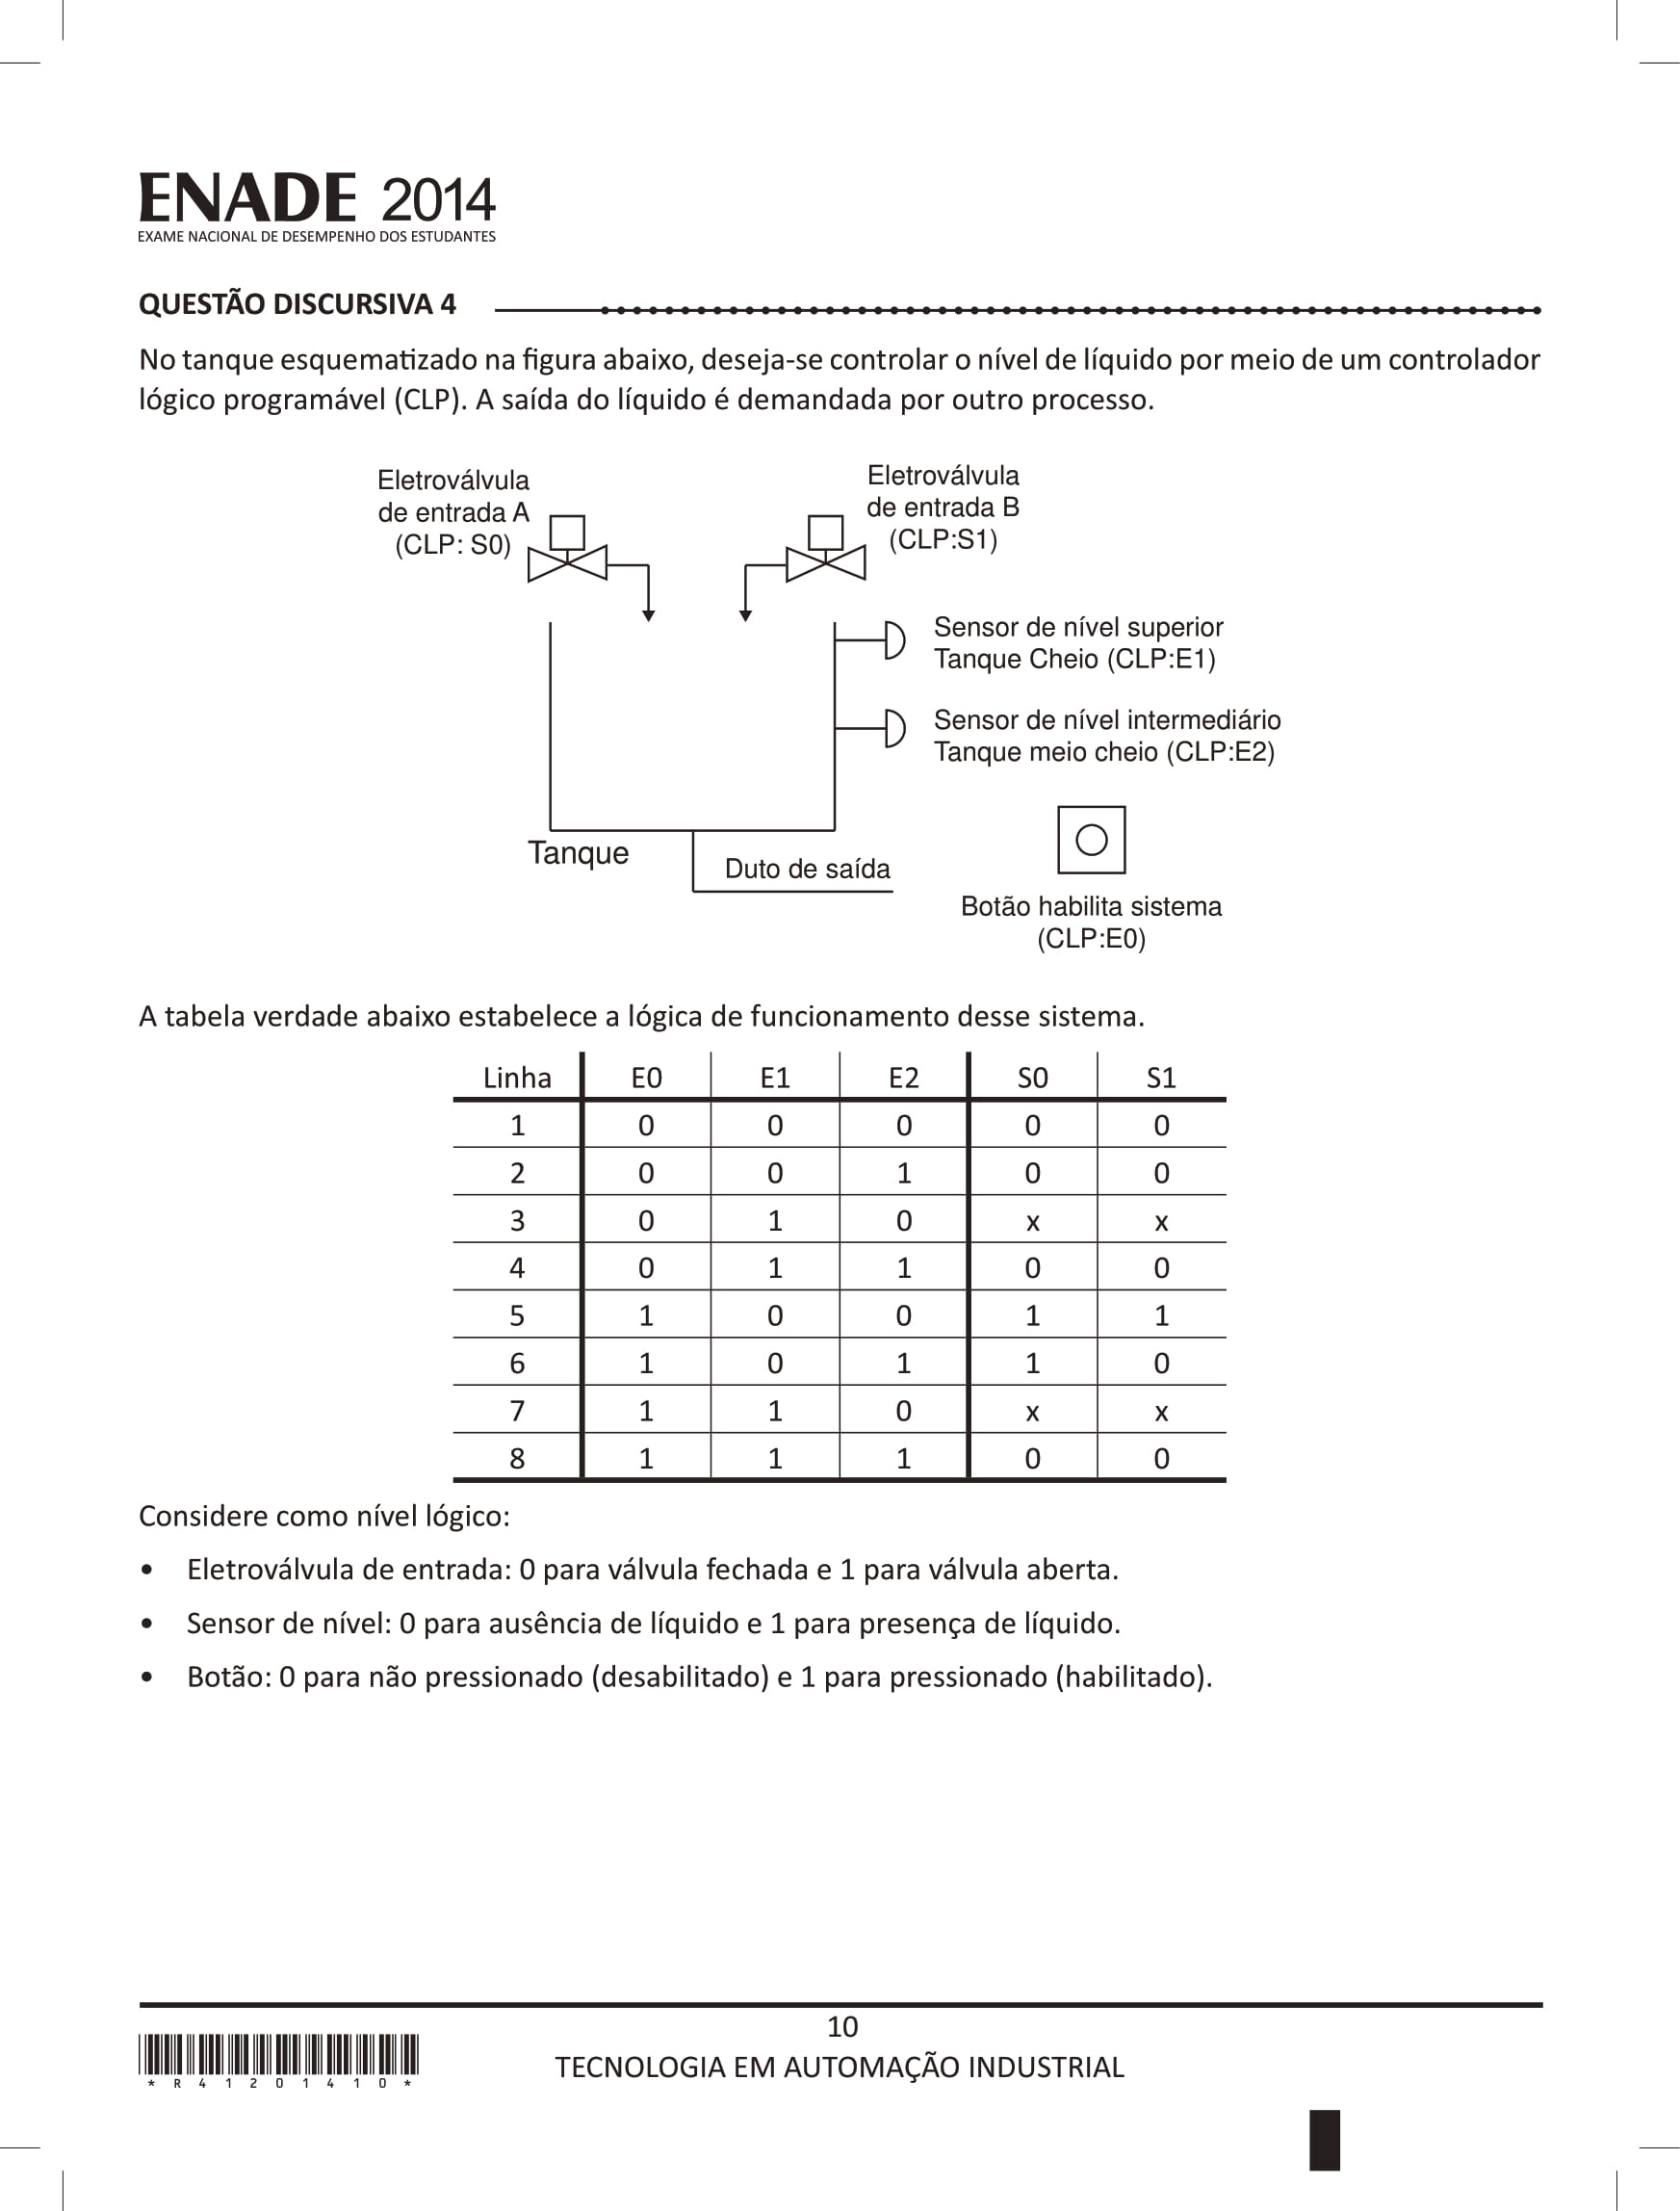 ENADE 2014
EXAME NACIONAL DE DESEMPENHO DOS ESTUDANTES
QUESTÃO DISCURSIVA 4
No tanque esquematizado na figura abaixo, deseja-se controlar o nível de líquido por meio de um controlador
lógico programável (CLP). A saída do líquido é demandada por outro processo.
Eletroválvula
de entrada A
(CLP: S0)
Eletroválvula
de entrada B
(CLP:S1)
Sensor de nível superior
Tanque Cheio (CLP:E1)
Sensor de nível intermediário
Tanque meio cheio (CLP:E2)
Tanque
Duto de saída
Botão habilita sistema
(CLP:E0)
A tabela verdade abaixo estabelece a lógica de funcionamento desse sistema.
Linha E0 E1 E2 S0 S1
1 0 0 0 0 0
2 0 0 1 0 0
3 0 1 0 x x
4 0 1 1 0 0
5 1 0 0 1 1
6 1 0 1 1 0
7 1 1 0 x x
8 1 1 1 0 0
Considere como nível lógico:
• Eletroválvula de entrada: 0 para válvula fechada e 1 para válvula aberta.
• Sensor de nível: 0 para ausência de líquido e 1 para presença de líquido.
• Botão: 0 para não pressionado (desabilitado) e 1 para pressionado (habilitado).
10
TECNOLOGIA EM AUTOMAÇÃO INDUSTRIAL
* R 4 1 2 0 1 4 1 0 *